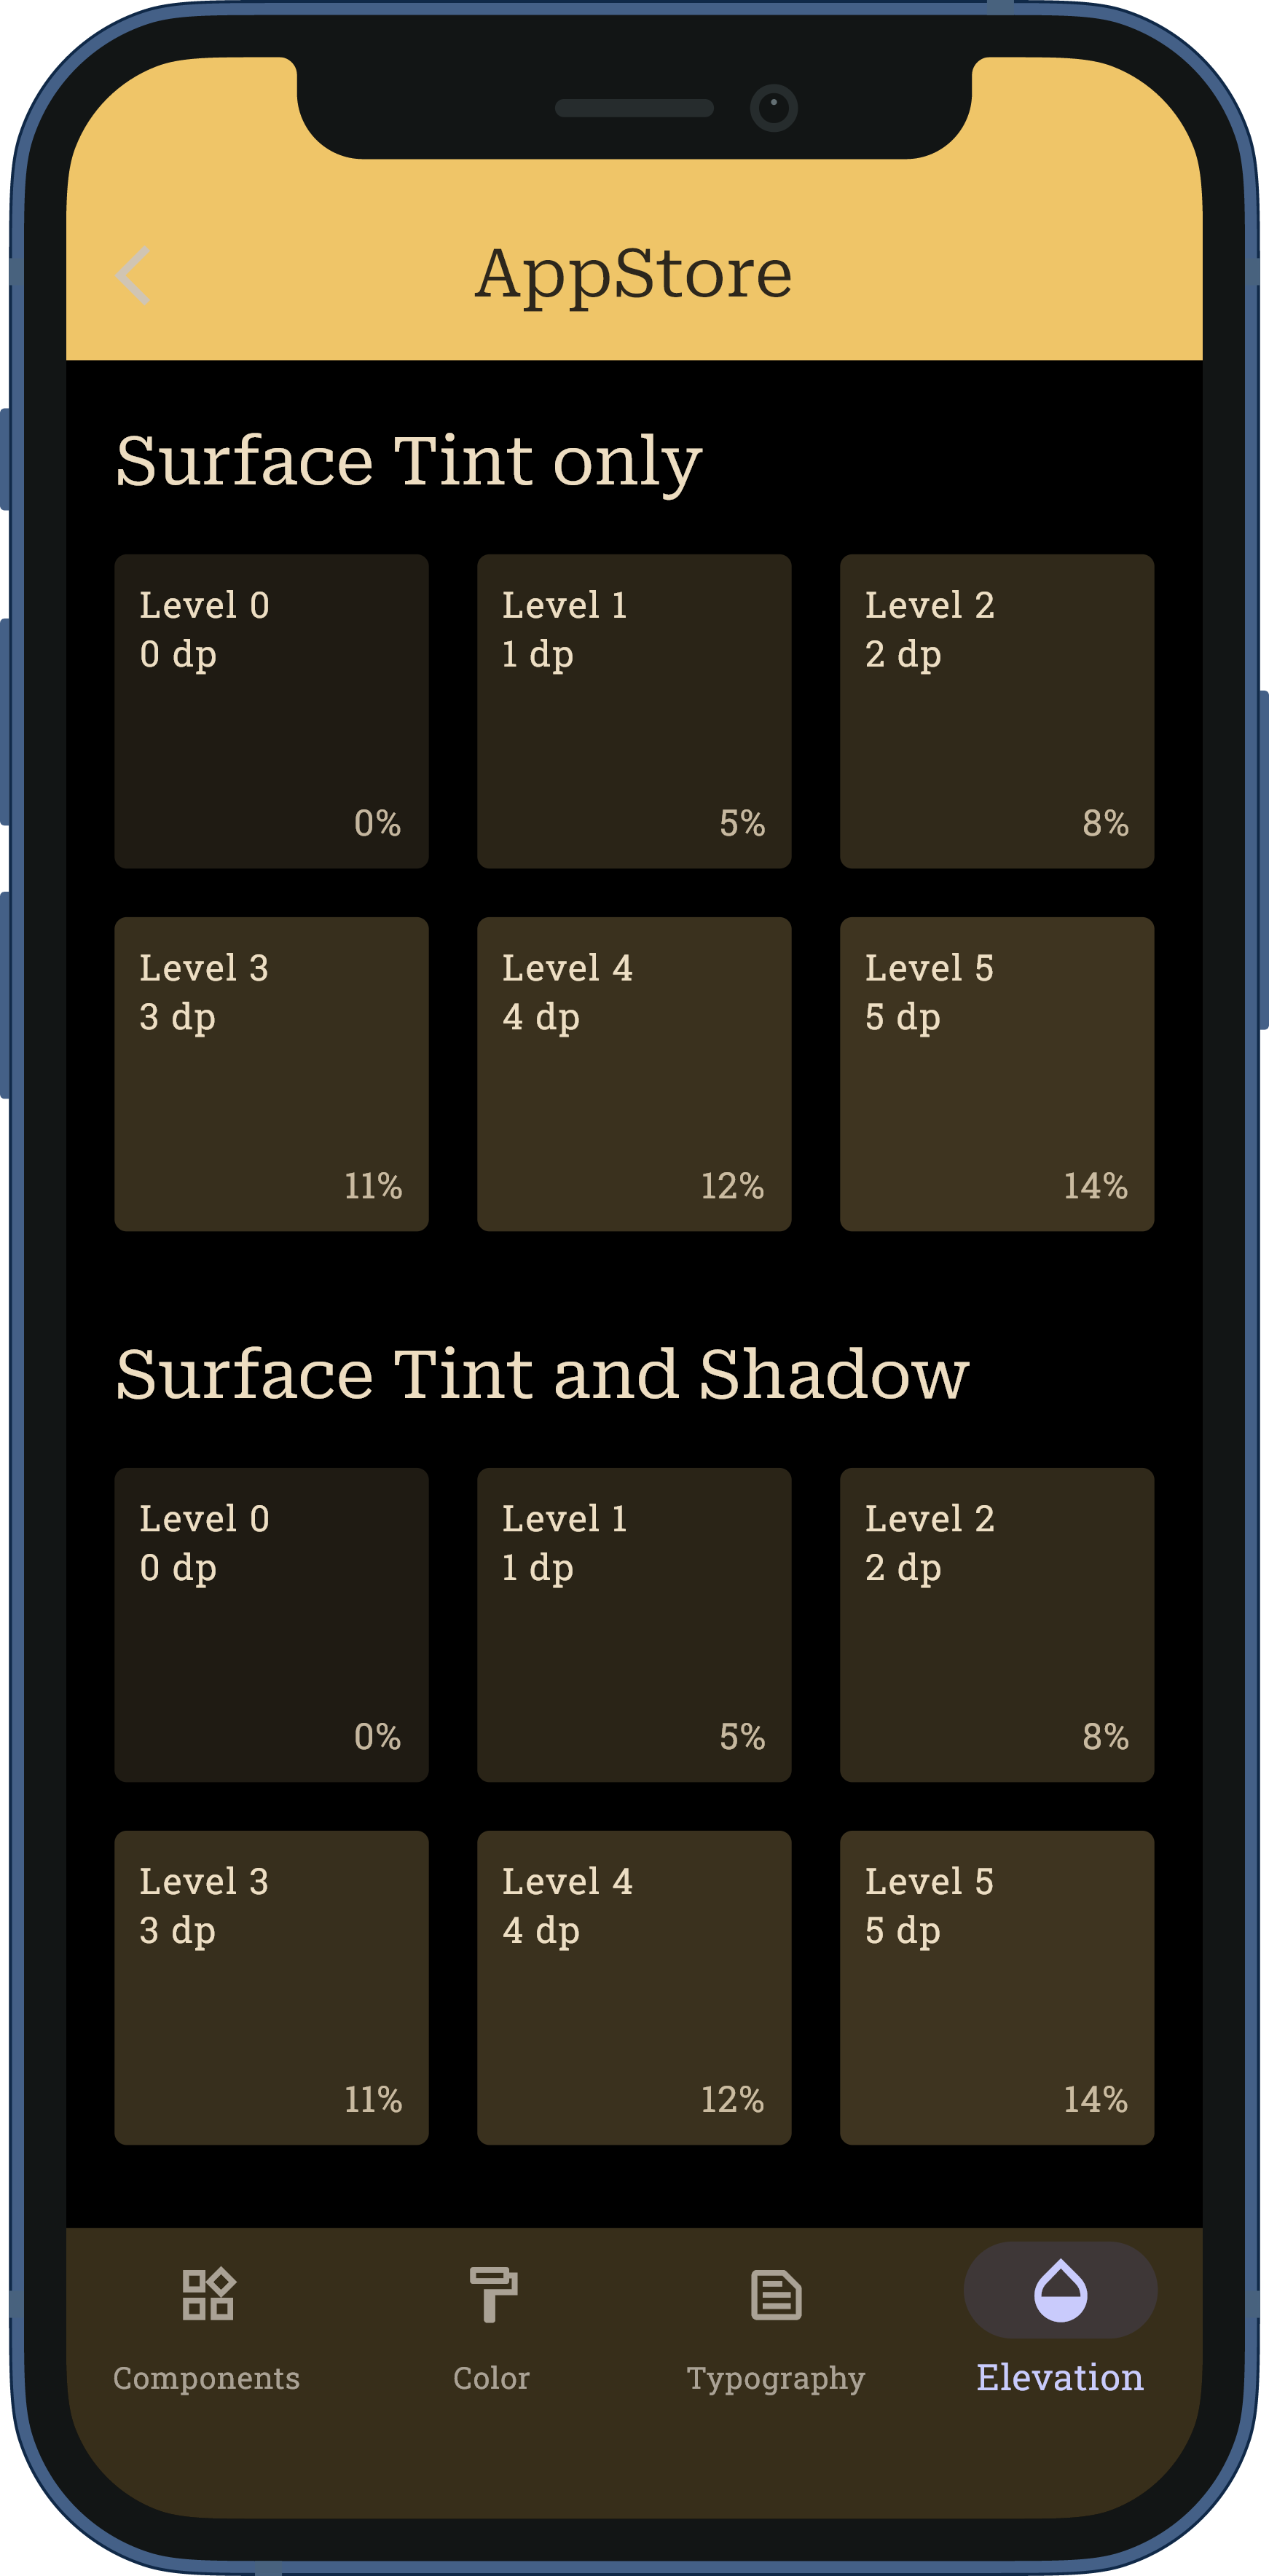 AppStore
Surface Tint only
Level 0
0 dp
0%
Level 1
1 dp
5%
Level 2
2 dp
8%
Level 3
3 dp
11%
Level 4
4 dp
12%
Level 5
5 dp
14%
Surface Tint and Shadow
Level 0
0 dp
0%
Level 1
1 dp
5%
Level 2
2 dp
8%
Level 3
3 dp
11%
Level 4
4 dp
12%
Level 5
5 dp
14%
Components
Color
Typography
Elevation